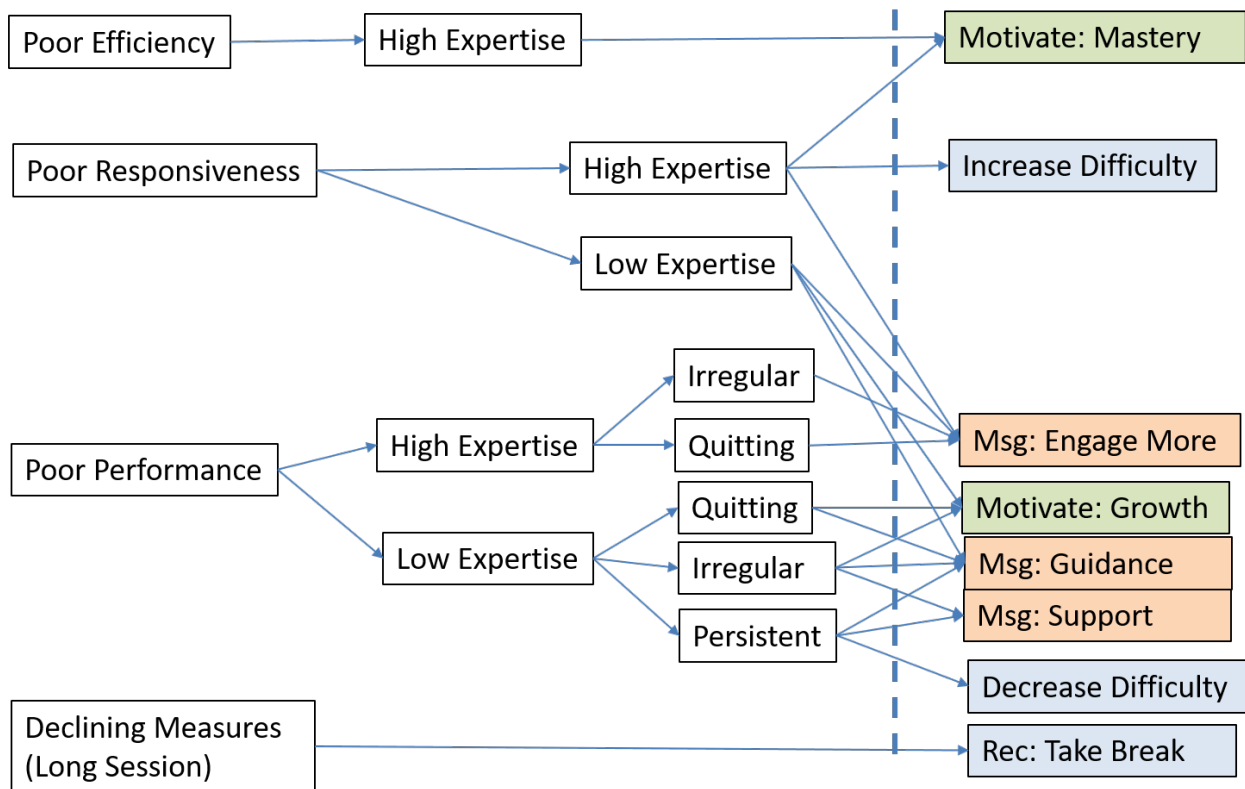 Poor Efficiency
High Expertise
Motivate: Mastery
Poor Responsiveness
High Expertise
Increase Difficulty
Low Expertise
Irregular
High Expertise
Quitting
Msg: Engage More
Poor Performance
Quitting
Motivate: Growth
Low Expertise
Irregular
Msg: Guidance
Msg: Support
Persistent
Decrease Difficulty
Declining Measures
(Long Session)
Rec: Take Break